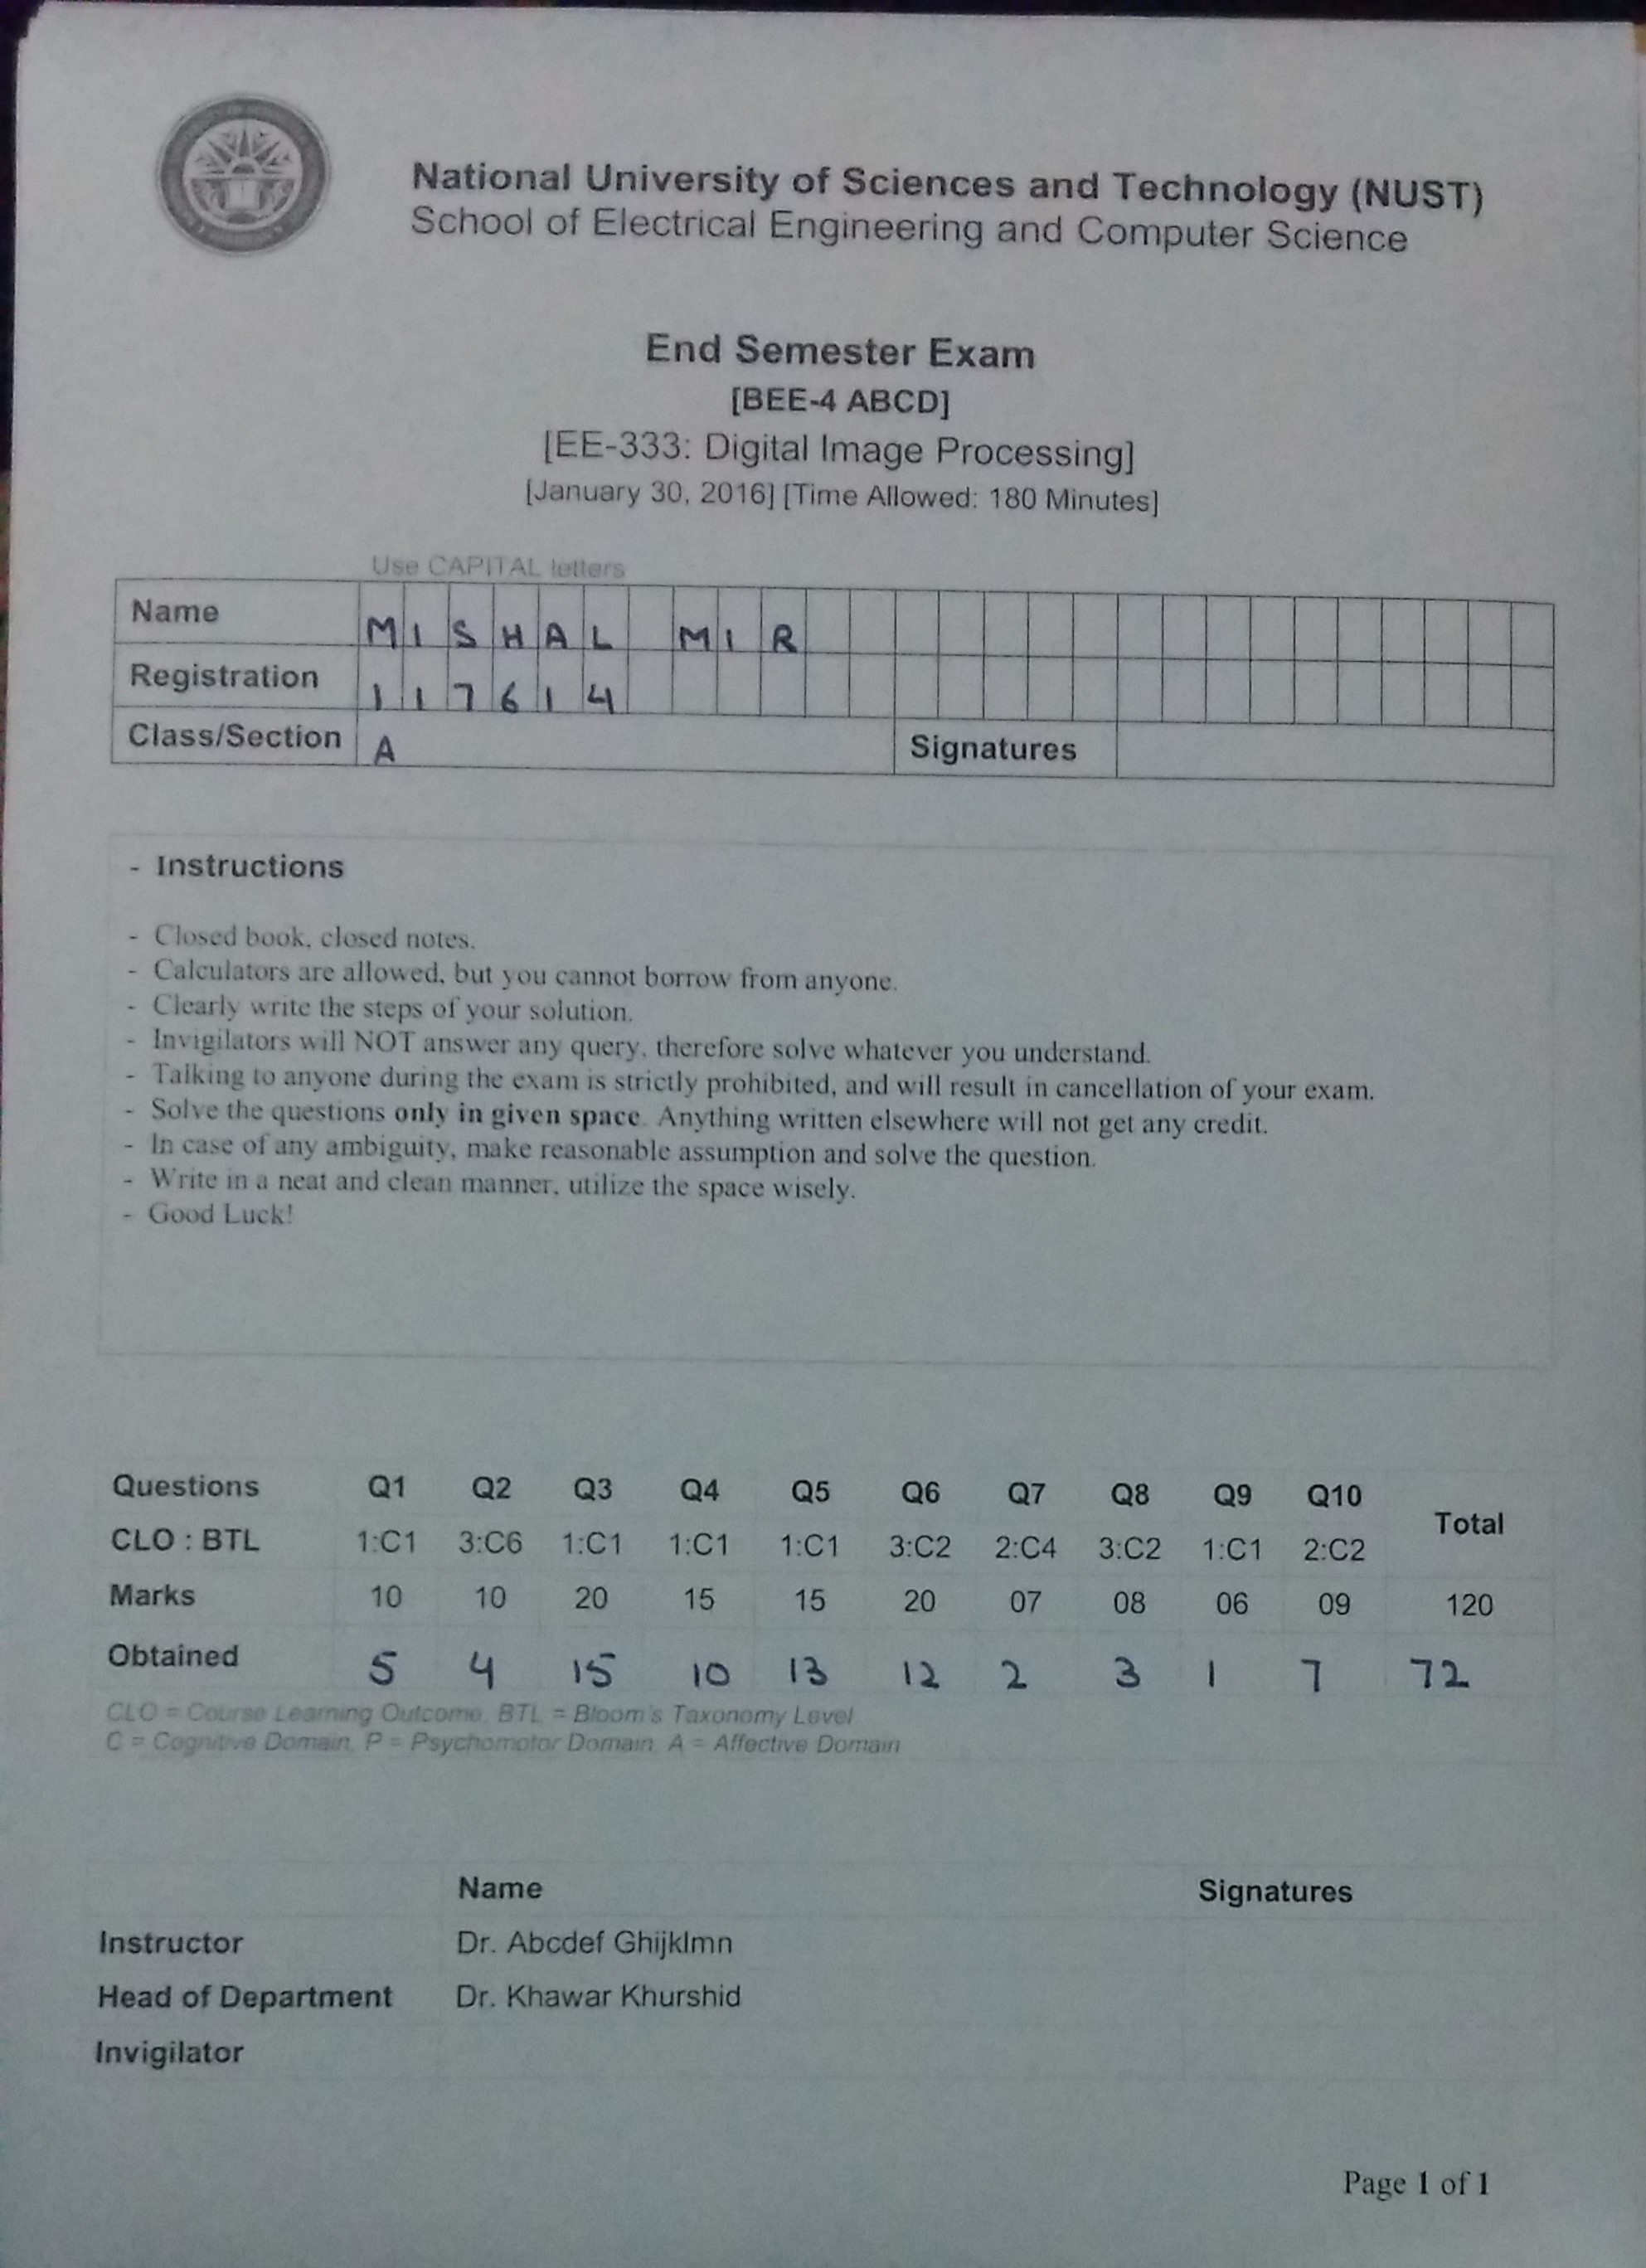 National University of Sciences and Technology (NUST)
School of Electrical Engineering and Computer Science
End Semester Exam
[BEE-4 ABCD]
[EE-333: Digital Image Processing]
[January 30, 2016] [Time Allowed: 180 Minutes]
Use CAPITAL letters
Name MISHAL MIR
Registration 117614
Class/Section A Signatures
- Instructions
- Closed book, closed notes.
- Calculators are allowed, but you cannot borrow from anyone.
- Clearly write the steps of your solution.
- Invigilators will NOT answer any query, therefore solve whatever you understand.
- Talking to anyone during the exam is strictly prohibited, and will result in cancellation of your exam.
- Solve the questions only in given space. Anything written elsewhere will not get any credit.
- In case of any ambiguity, make reasonable assumption and solve the question.
- Write in a neat and clean manner, utilize the space wisely.
- Good Luck!
Questions Q1 Q2 Q3 Q4 Q5 Q6 Q7 Q8 Q9 Q10 Total
CLO : BTL 1:C1 3:C6 1:C1 1:C1 1:C1 3:C2 2:C4 3:C2 1:C1 2:C2
Marks 10 10 20 15 15 20 07 08 06 09 120
Obtained 5 4 15 10 13 12 2 3 1 7 72
CLO = Course Learning Outcome, BTL = Bloom's Taxonomy Level
C = Cognitive Domain, P = Psychomotor Domain, A = Affective Domain
Name Signatures
Instructor Dr. Abcdef Ghijklmn
Head of Department Dr. Khawar Khurshid
Invigilator
Page 1 of 1